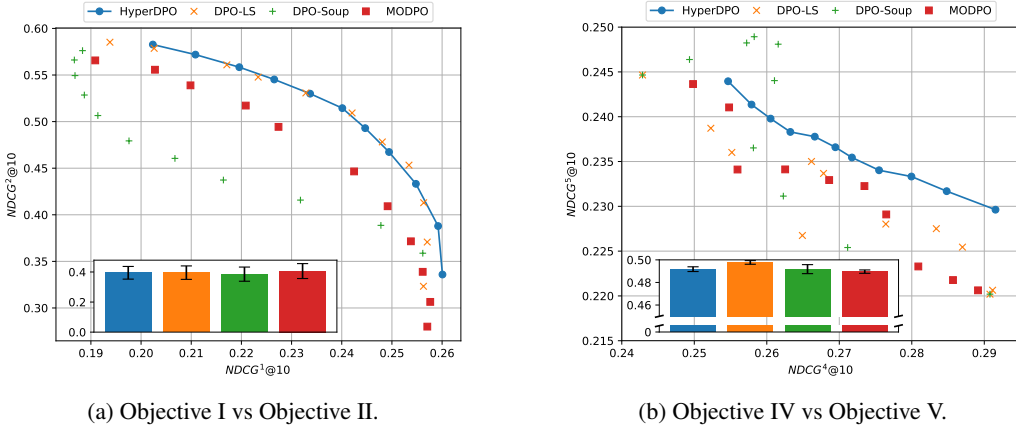 HyperDPO DPO-LS DPO-Soup MODPO
0.60
0.55
0.50
0.45
0.40
0.35
0.30
NDCG²@10
0.4
0.2
0.0
0.19 0.20 0.21 0.22 0.23 0.24 0.25 0.26
NDCG¹@10
(a) Objective I vs Objective II.
HyperDPO DPO-LS DPO-Soup MODPO
0.250
0.245
0.240
0.235
0.230
0.225
0.220
0.215
NDCG⁵@10
0.50
0.48
0.46
0
0.24 0.25 0.26 0.27 0.28 0.29
NDCG⁴@10
(b) Objective IV vs Objective V.